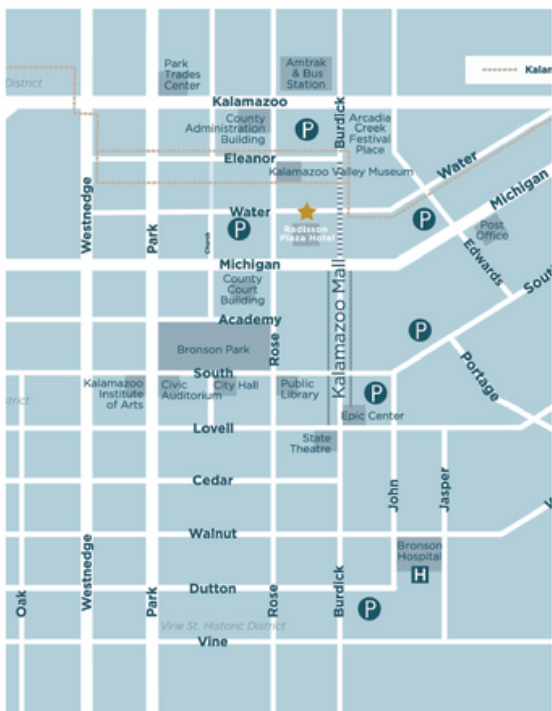 Park
Trades
Center
Amtrak
& Bus
Station
District
Kalamazoo
County
Administration
Building
P
Burdick
Arcadia
Creek
Festival
Place
Eleanor
Kalamazoo Valley Museum
Water
Michigan
Westnedge
Park
Church
Water
P
Radisson
Plaza Hotel
P
Post
Office
Edwards
Michigan
County
Court
Building
Kalamazoo Mall
Academy
Bronson Park
Rose
P
South
Portage
Kalamazoo
Institute
of Arts
Civic
Auditorium
City Hall
Public
Library
P
Epic Center
Lovell
State
Theatre
Cedar
John
Jasper
Walnut
Bronson
Hospital
H
Oak
Westnedge
Park
Dutton
Rose
Burdick
P
Vine St. Historic District
Vine